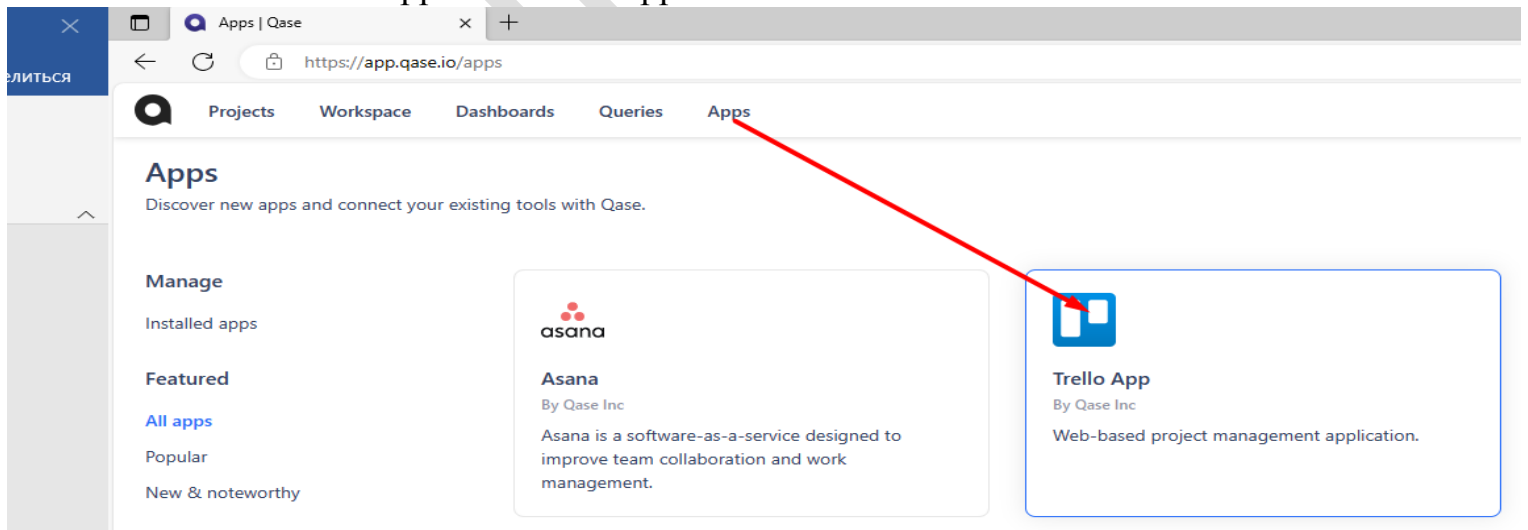 Apps | Qase
елиться
https://app.qase.io/apps
Projects Workspace Dashboards Queries Apps
Apps
Discover new apps and connect your existing tools with Qase.
Manage
Installed apps
Featured
All apps
Popular
New & noteworthy
asana
Asana
By Qase Inc
Asana is a software-as-a-service designed to
improve team collaboration and work
management.
Trello App
By Qase Inc
Web-based project management application.